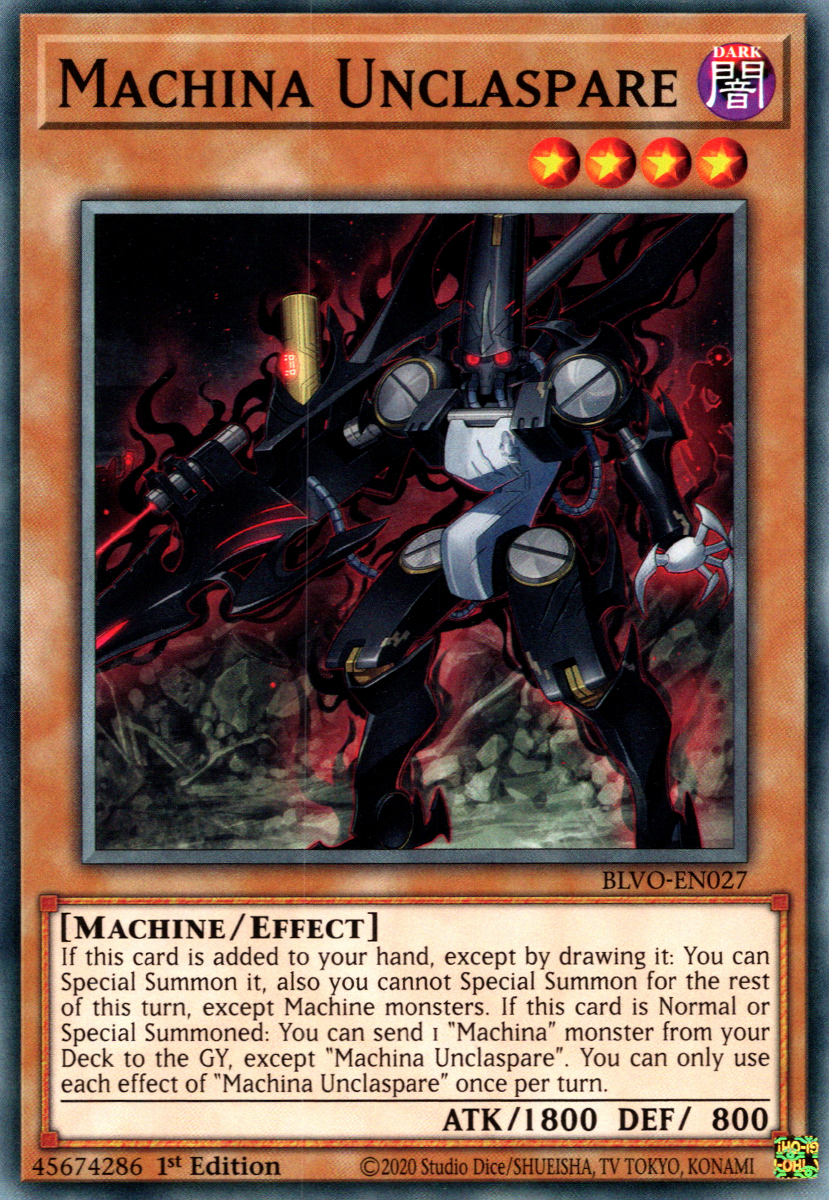 MACHINA UNCLASPARE
DARK
闇
BLVO-EN027
[MACHINE/EFFECT]
If this card is added to your hand, except by drawing it: You can
Special Summon it, also you cannot Special Summon for the rest
of this turn, except Machine monsters. If this card is Normal or
Special Summoned: You can send 1 "Machina" monster from your
Deck to the GY, except "Machina Unclaspare". You can only use
each effect of "Machina Unclaspare" once per turn.
ATK/1800 DEF/ 800
45674286 1st Edition ©2020 Studio Dice/SHUEISHA, TV TOKYO, KONAMI